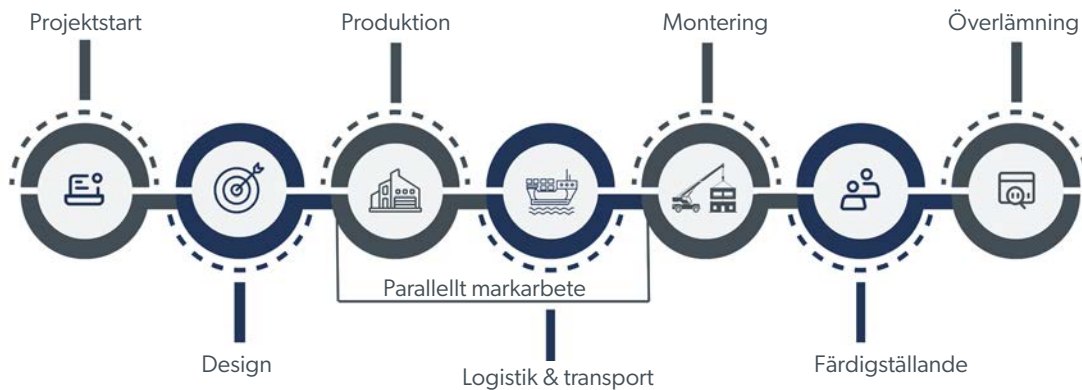 Projektstart
Produktion
Montering
Överlämning
Parallellt markarbete
Design
Logistik & transport
Färdigställande